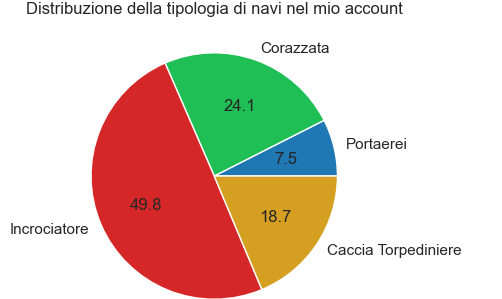 Distribuzione della tipologia di navi nel mio account
Corazzata
24.1
Portaerei
7.5
49.8
18.7
Incrociatore
Caccia Torpediniere